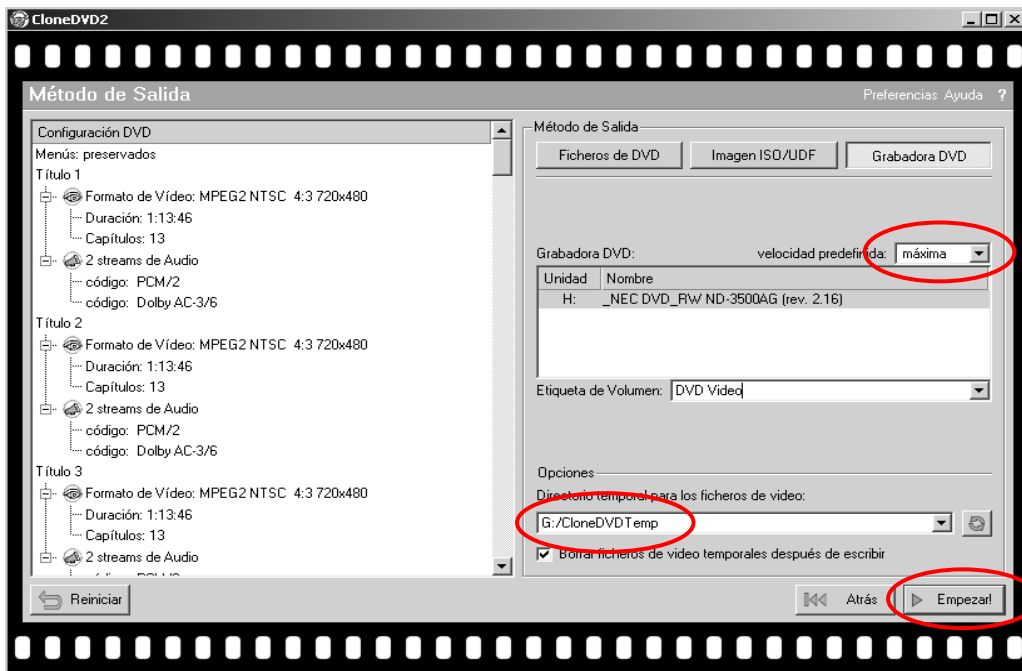 CloneDVD2
Método de Salida
Preferencias Ayuda ?
Configuración DVD
Menús: preservados
Título 1
Formato de Vídeo: MPEG2 NTSC 4:3 720x480
Duración: 1:13:46
Capítulos: 13
2 streams de Audio
código: PCM/2
código: Dolby AC-3/6
Título 2
Formato de Vídeo: MPEG2 NTSC 4:3 720x480
Duración: 1:13:46
Capítulos: 13
2 streams de Audio
código: PCM/2
código: Dolby AC-3/6
Título 3
Formato de Vídeo: MPEG2 NTSC 4:3 720x480
Duración: 1:13:46
Capítulos: 13
2 streams de Audio
Método de Salida
Ficheros de DVD
Imagen ISO/UDF
Grabadora DVD
Grabadora DVD: velocidad predefinida: máxima
Unidad Nombre
H: _NEC DVD_RW ND-3500AG (rev. 2.16)
Etiqueta de Volumen: DVD Video
Opciones
Directorio temporal para los ficheros de video:
G:/CloneDVDTemp
Borrar ficheros de video temporales después de escribir
Reiniciar
Atrás
Empezar!